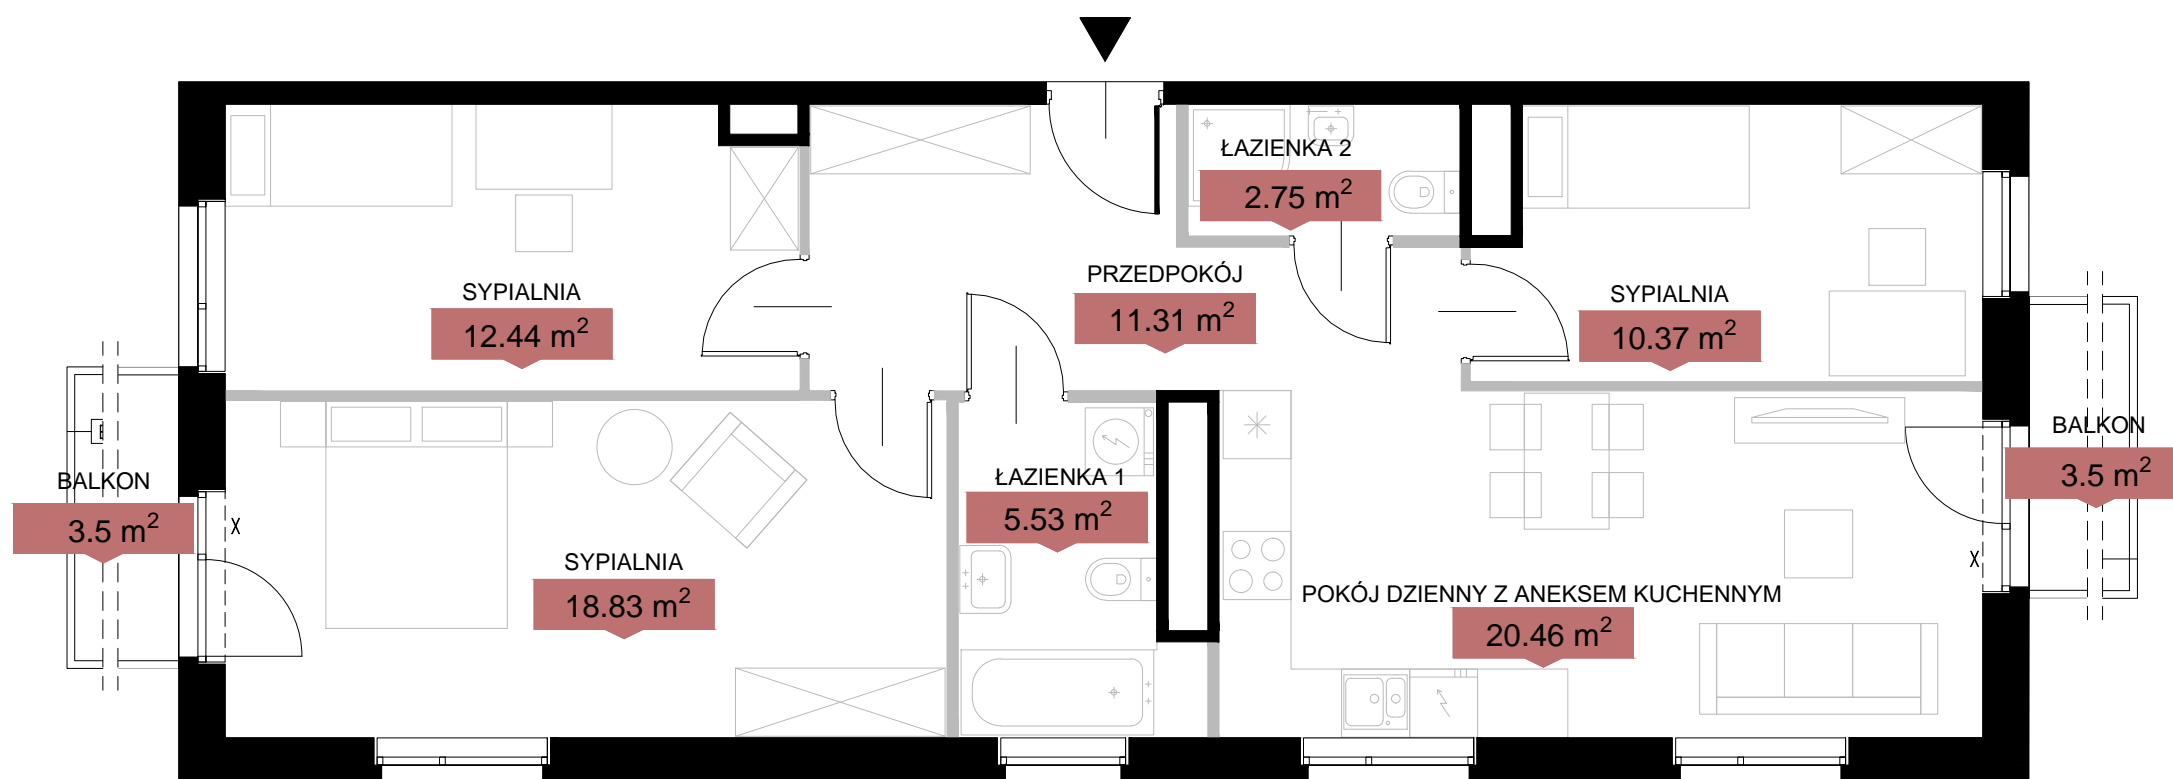 ŁAZIENKA 2
2.75 m²
PRZEDPOKÓJ
11.31 m²
SYPIALNIA
12.44 m²
SYPIALNIA
10.37 m²
BALKON
3.5 m²
SYPIALNIA
18.83 m²
ŁAZIENKA 1
5.53 m²
POKÓJ DZIENNY Z ANEKSEM KUCHENNYM
20.46 m²
BALKON
3.5 m²